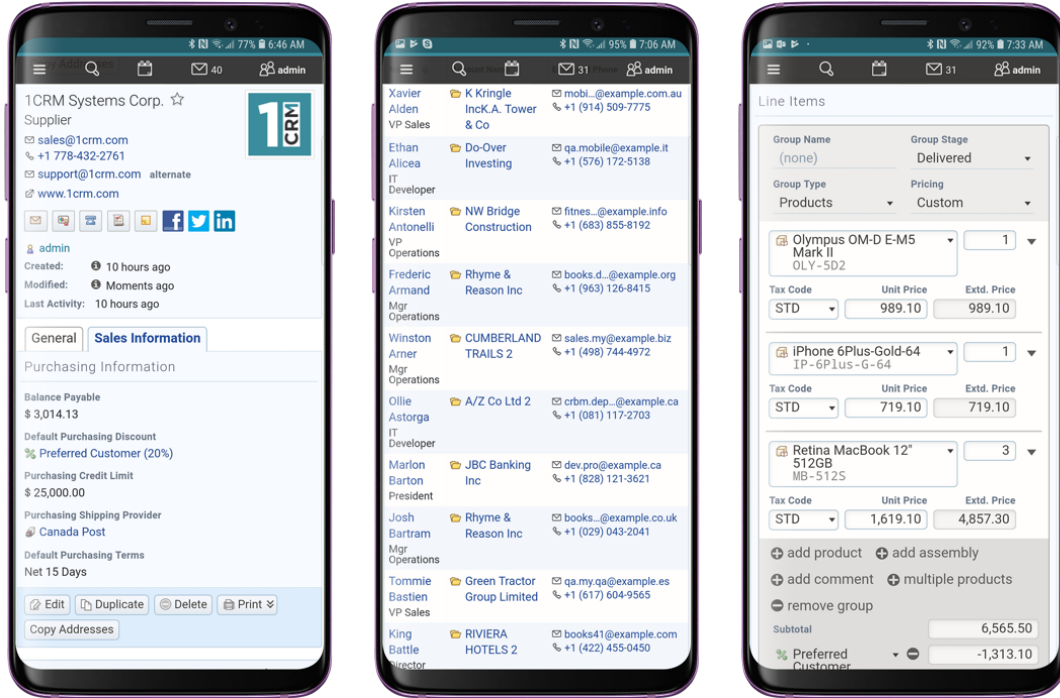 77% 6:46 AM
40
admin
1CRM Systems Corp.
Supplier
sales@1crm.com
+1 778-432-2761
support@1crm.com alternate
www.1crm.com
1
CRM
f in
admin
Created: 10 hours ago
Modified: Moments ago
Last Activity: 10 hours ago
General Sales Information
Purchasing Information
Balance Payable
$ 3,014.13
Default Purchasing Discount
Preferred Customer (20%)
Purchasing Credit Limit
$ 25,000.00
Purchasing Shipping Provider
Canada Post
Default Purchasing Terms
Net 15 Days
Edit Duplicate Delete Print
Copy Addresses
95% 7:06 AM
31
admin
Xavier K Kringle mobi...@example.com.au
Alden IncK.A. Tower +1 (914) 509-7775
VP Sales & Co
Ethan Do-Over qa.mobile@example.it
Alicea Investing +1 (576) 172-5138
IT
Developer
Kirsten NW Bridge fitnes...@example.info
Antonelli Construction +1 (683) 855-8192
VP
Operations
Frederic Rhyme & books.d...@example.org
Armand Reason Inc +1 (963) 126-8415
Mgr
Operations
Winston CUMBERLAND sales.my@example.biz
Arner TRAILS 2 +1 (498) 744-4972
Mgr
Operations
Ollie A/Z Co Ltd 2 crbm.dep...@example.ca
Astorga +1 (081) 117-2703
IT
Developer
Marlon JBC Banking dev.pro@example.ca
Barton Inc +1 (828) 121-3621
President
Josh Rhyme & books...@example.co.uk
Bartram Reason Inc +1 (029) 043-2041
Mgr
Operations
Tommie Green Tractor qa.my.qa@example.es
Bastien Group Limited +1 (617) 604-9565
VP Sales
King RIVIERA books41@example.com
Battle HOTELS 2 +1 (422) 455-0450
Director
92% 7:33 AM
31
admin
Line Items
Group Name Group Stage
(none) Delivered
Group Type Pricing
Products Custom
Olympus OM-D E-M5 1
Mark II
OLY-5D2
Tax Code Unit Price Extd. Price
STD 989.10 989.10
iPhone 6Plus-Gold-64 1
IP-6Plus-G-64
Tax Code Unit Price Extd. Price
STD 719.10 719.10
Retina MacBook 12" 3
512GB
MB-512S
Tax Code Unit Price Extd. Price
STD 1,619.10 4,857.30
add product add assembly
add comment multiple products
remove group
Subtotal 6,565.50
Preferred -1,313.10
Customer